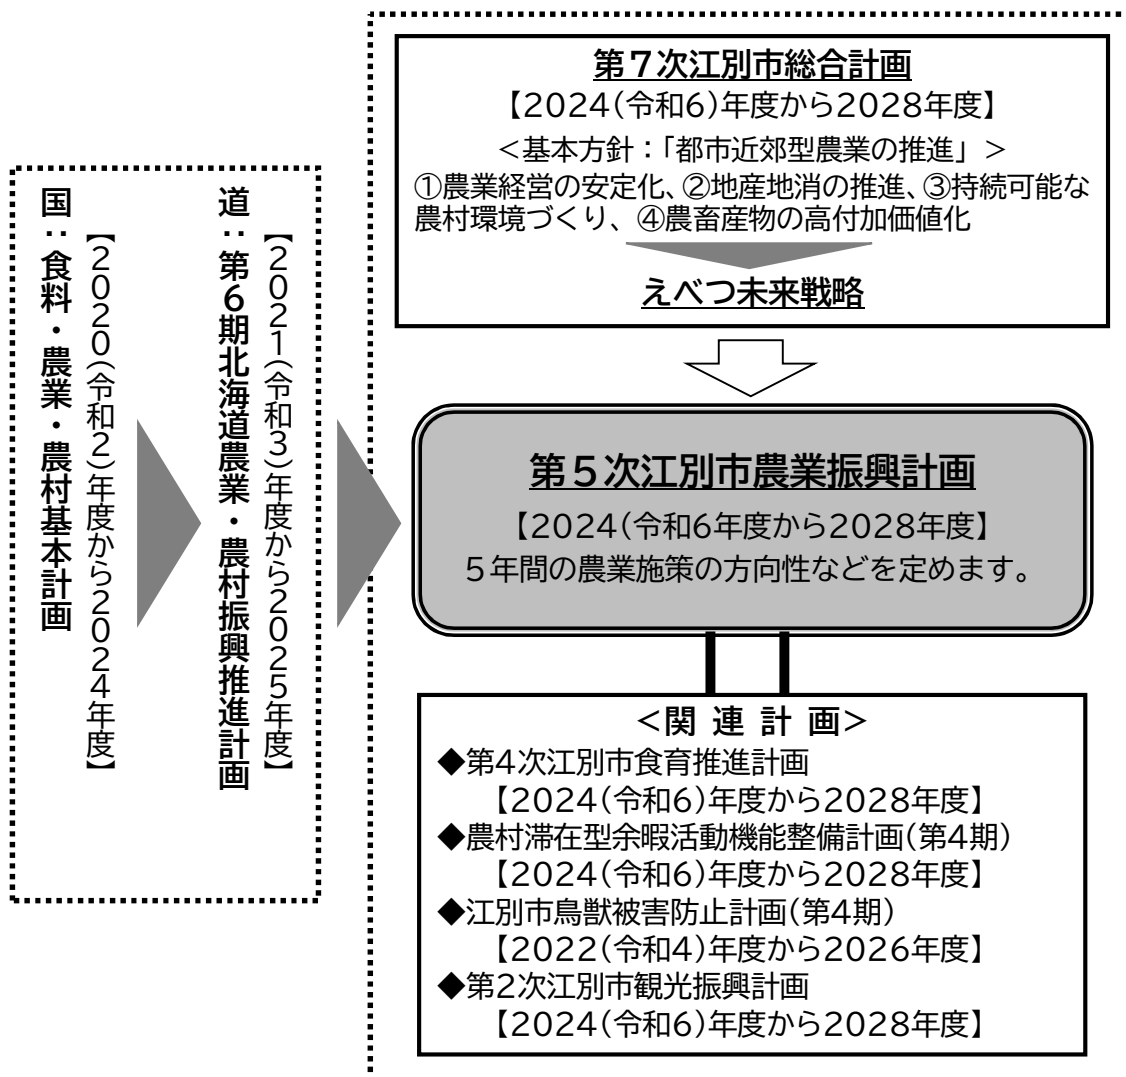 第７次江別市総合計画
【2024(令和6)年度から2028年度】
＜基本方針：「都市近郊型農業の推進」＞
①農業経営の安定化、②地産地消の推進、③持続可能な
農村環境づくり、④農畜産物の高付加価値化
えべつ未来戦略
国：食料・農業・農村基本計画
【2020(令和2)年度から2024年度】
道：第６期北海道農業・農村振興推進計画
【2021(令和3)年度から2025年度】
第５次江別市農業振興計画
【2024(令和6年度から2028年度】
５年間の農業施策の方向性などを定めます。
＜関 連 計 画＞
◆第4次江別市食育推進計画
【2024(令和6)年度から2028年度】
◆農村滞在型余暇活動機能整備計画(第4期)
【2024(令和6)年度から2028年度】
◆江別市鳥獣被害防止計画(第4期)
【2022(令和4)年度から2026年度】
◆第2次江別市観光振興計画
【2024(令和6)年度から2028年度】